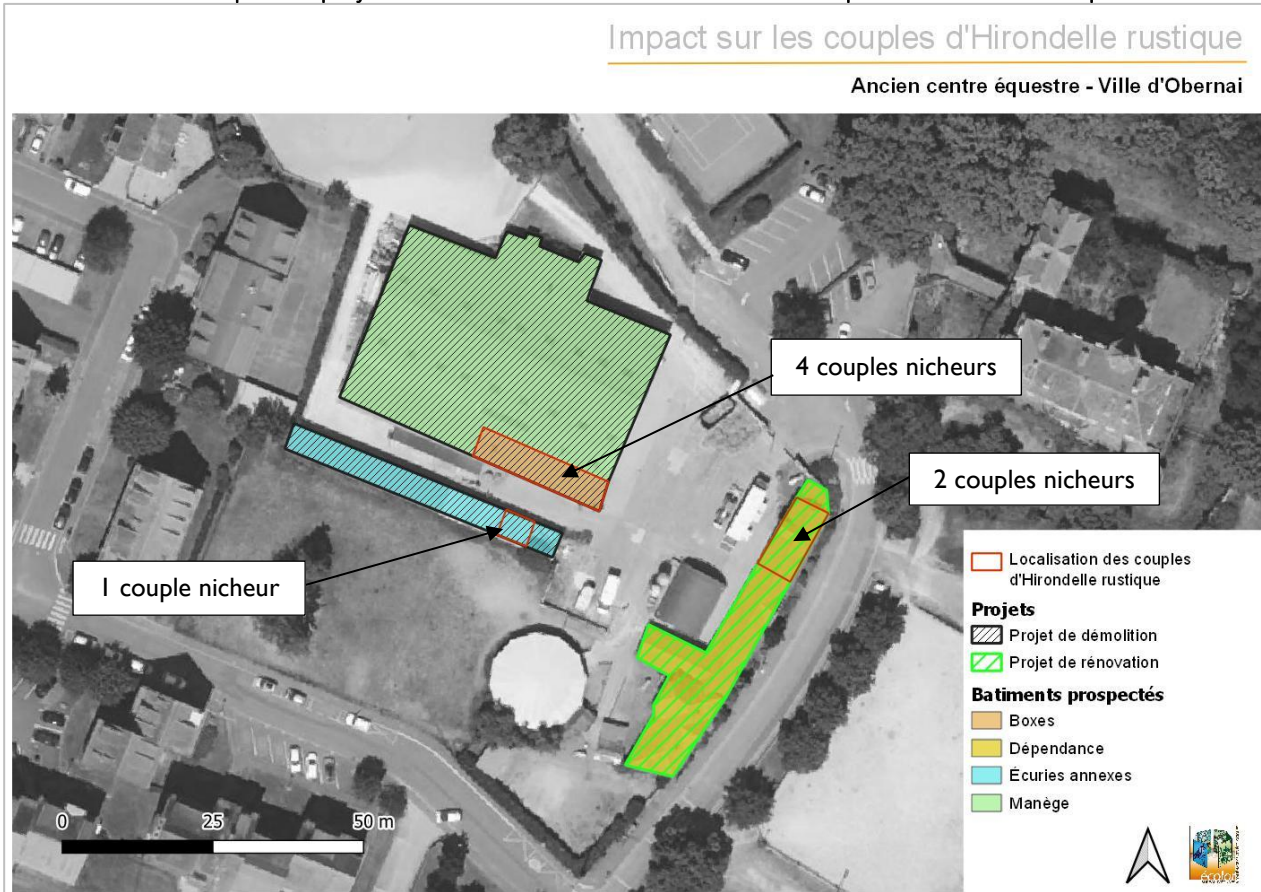 Impact sur les couples d'Hirondelle rustique
Ancien centre équestre - Ville d'Obernai
4 couples nicheurs
2 couples nicheurs
1 couple nicheur
Localisation des couples
d'Hirondelle rustique
Projets
Projet de démolition
Projet de rénovation
Batiments prospectés
Boxes
Dépendance
Écuries annexes
Manège
0 25 50 m